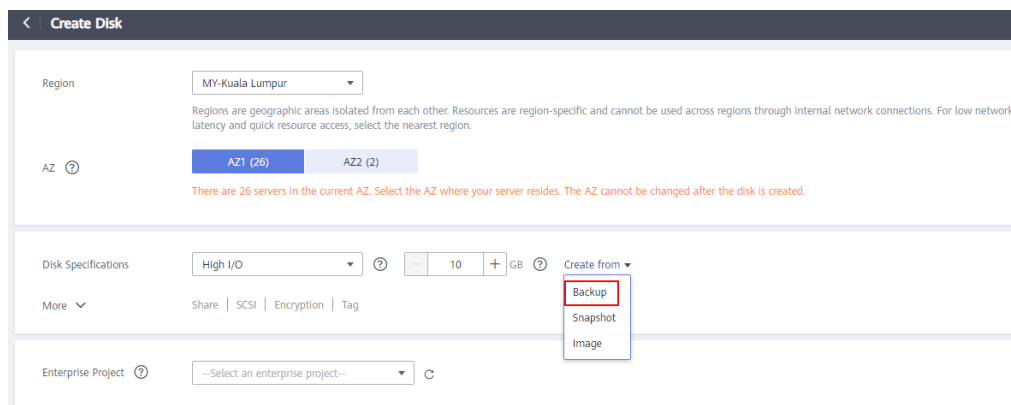 Create Disk
Region
MY-Kuala Lumpur
Regions are geographic areas isolated from each other. Resources are region-specific and cannot be used across regions through internal network connections. For low network
latency and quick resource access, select the nearest region.
AZ
AZ1 (26)
AZ2 (2)
There are 26 servers in the current AZ. Select the AZ where your server resides. The AZ cannot be changed after the disk is created.
Disk Specifications
High I/O
10
GB
Create from
Backup
Snapshot
Image
More
Share | SCSI | Encryption | Tag
Enterprise Project
--Select an enterprise project--